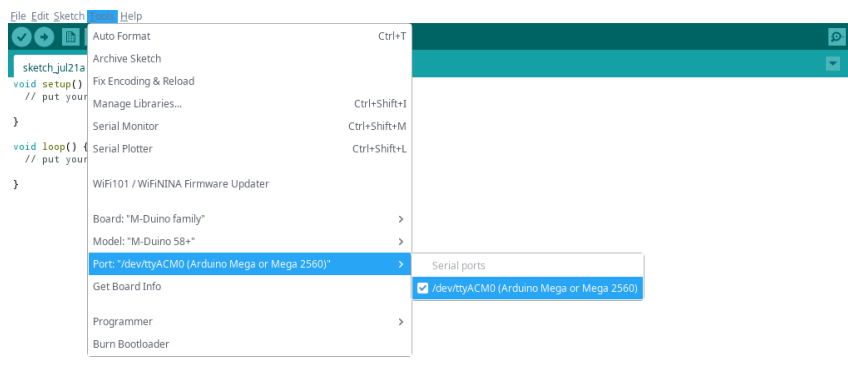 File Edit Sketch Tools Help
sketch_jul21a
void setup()
// put your
}
void loop() {
// put your
}
Auto Format Ctrl+T
Archive Sketch
Fix Encoding & Reload
Manage Libraries... Ctrl+Shift+I
Serial Monitor Ctrl+Shift+M
Serial Plotter Ctrl+Shift+L
WiFi101 / WiFiNINA Firmware Updater
Board: "M-Duino family"
Model: "M-Duino 58+"
Port: "/dev/ttyACM0 (Arduino Mega or Mega 2560)"
Get Board Info
Programmer
Burn Bootloader
Serial ports
/dev/ttyACM0 (Arduino Mega or Mega 2560)